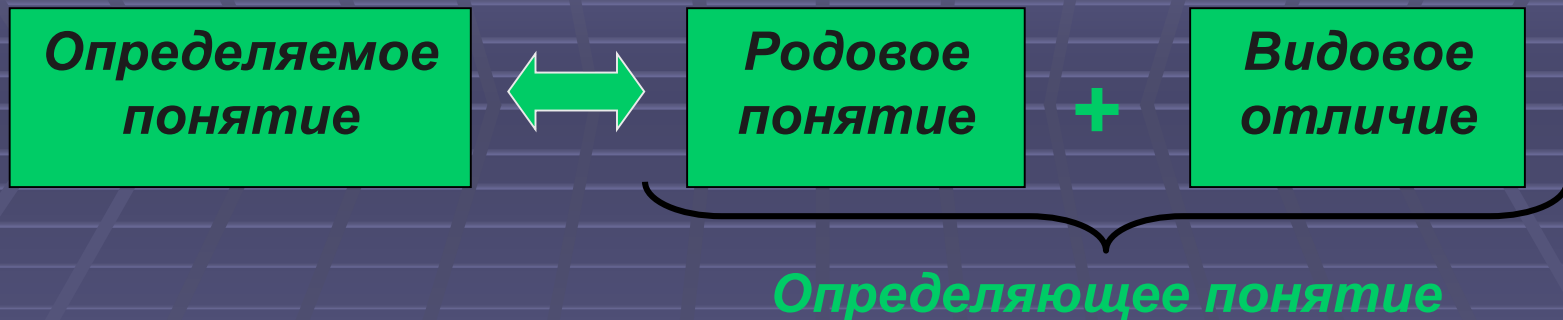 Определяемое
понятие
Родовое
понятие
+
Видовое
отличие
Определяющее понятие